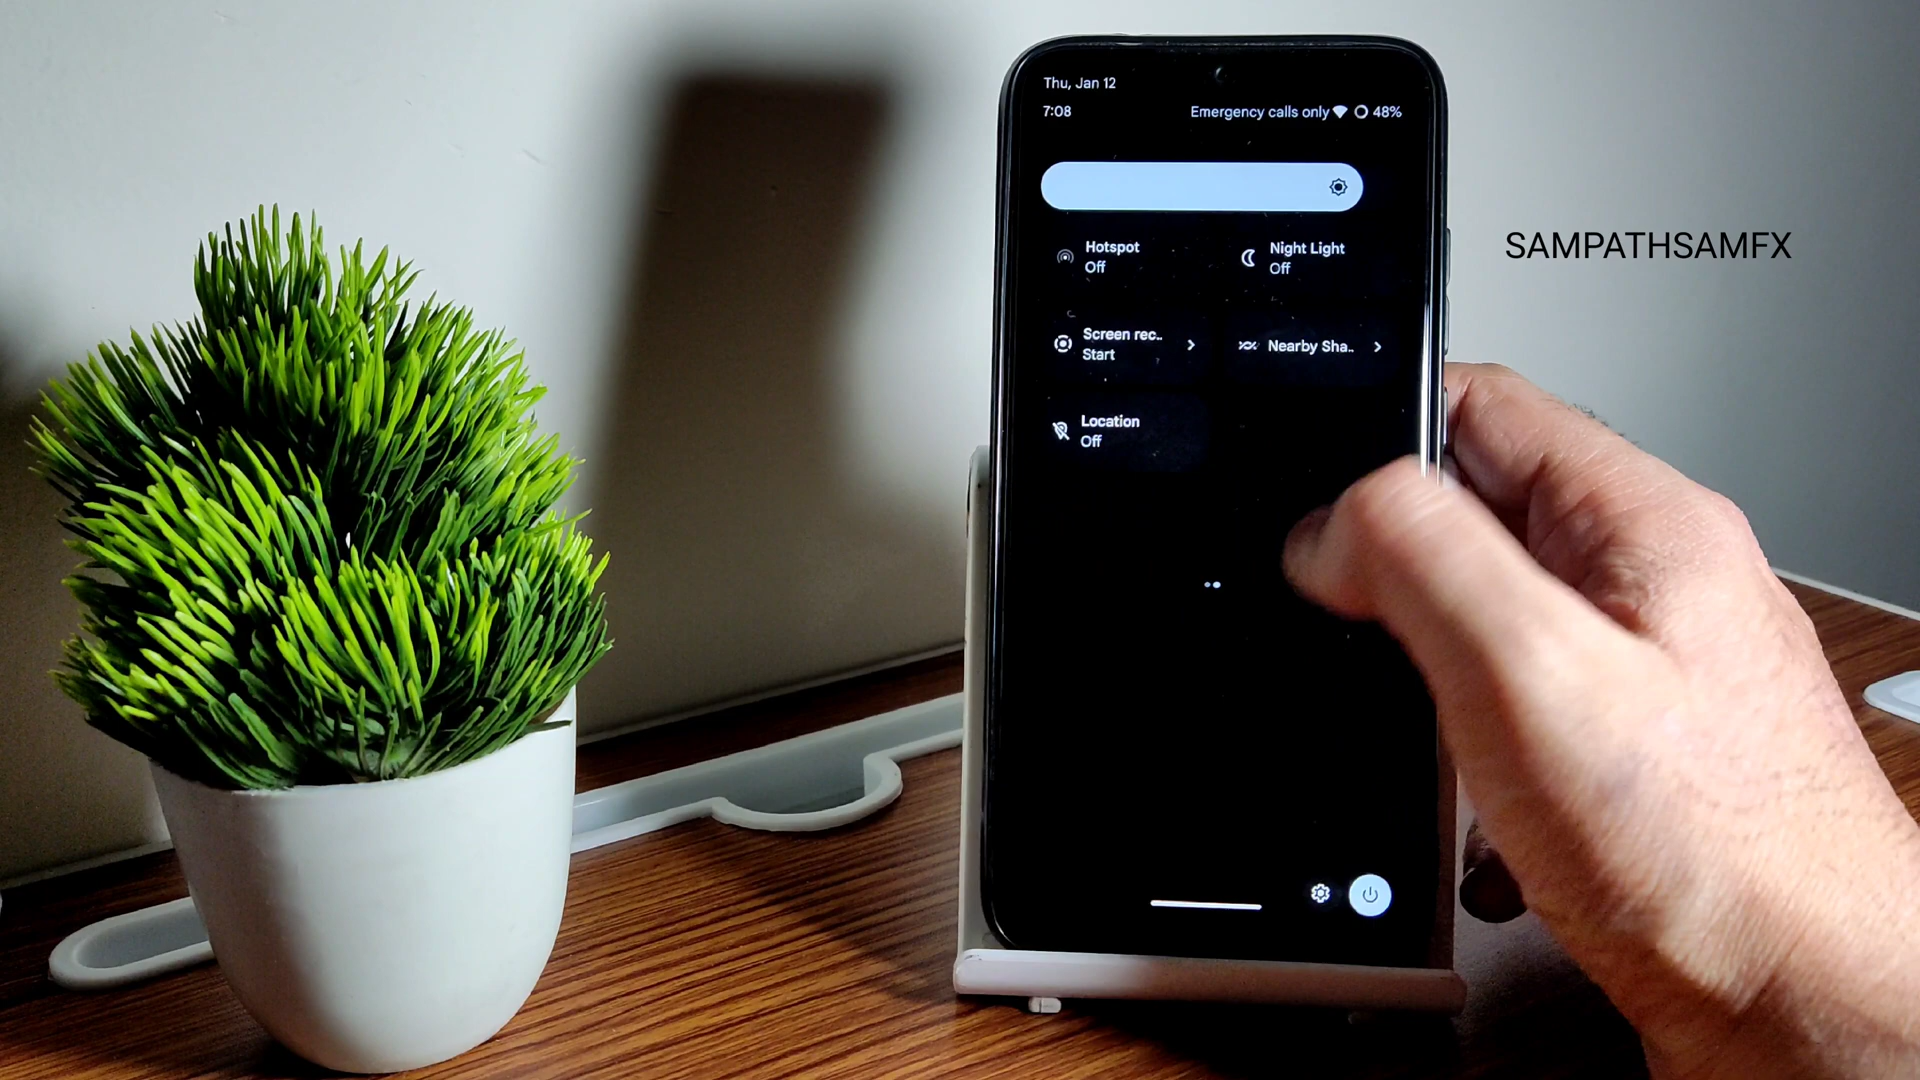 Thu, Jan 12
7:08 Emergency calls only 48%
Hotspot
Off
Night Light
Off
Screen rec..
Start
Nearby Sha..
Location
Off
SAMPATHSAMFX